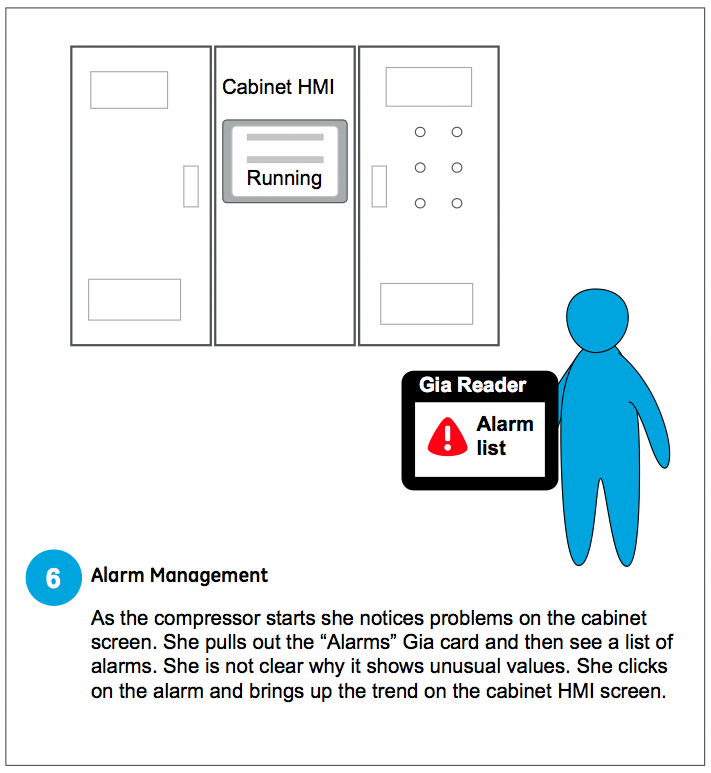 Cabinet HMI
Running
Gia Reader
Alarm
list
6
Alarm Management
As the compressor starts she notices problems on the cabinet
screen. She pulls out the “Alarms” Gia card and then see a list of
alarms. She is not clear why it shows unusual values. She clicks
on the alarm and brings up the trend on the cabinet HMI screen.